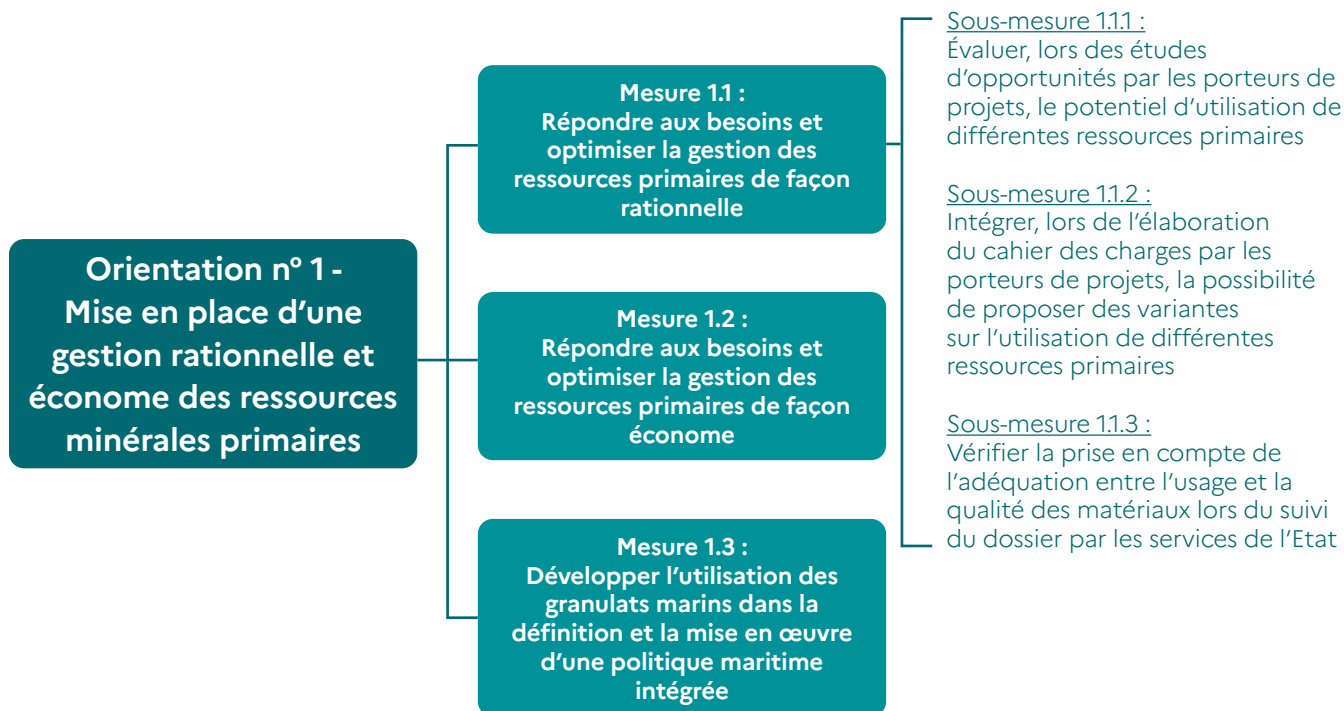 Orientation n° 1 -
Mise en place d’une
gestion rationnelle et
économe des ressources
minérales primaires
Mesure 1.1 :
Répondre aux besoins et
optimiser la gestion des
ressources primaires de façon
rationnelle
Mesure 1.2 :
Répondre aux besoins et
optimiser la gestion des
ressources primaires de façon
économe
Mesure 1.3 :
Développer l’utilisation des
granulats marins dans la
définition et la mise en œuvre
d’une politique maritime
intégrée
Sous-mesure 1.1.1 :
Évaluer, lors des études
d’opportunités par les porteurs de
projets, le potentiel d’utilisation de
différentes ressources primaires
Sous-mesure 1.1.2 :
Intégrer, lors de l’élaboration
du cahier des charges par les
porteurs de projets, la possibilité
de proposer des variantes
sur l’utilisation de différentes
ressources primaires
Sous-mesure 1.1.3 :
Vérifier la prise en compte de
l’adéquation entre l’usage et la
qualité des matériaux lors du suivi
du dossier par les services de l’Etat